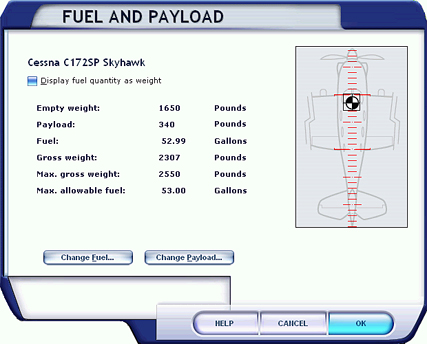 FUEL AND PAYLOAD
Cessna C172SP Skyhawk
Display fuel quantity as weight
Empty weight: 1650 Pounds
Payload: 340 Pounds
Fuel: 52.99 Gallons
Gross weight: 2307 Pounds
Max. gross weight: 2550 Pounds
Max. allowable fuel: 53.00 Gallons
Change Fuel... Change Payload...
HELP CANCEL OK